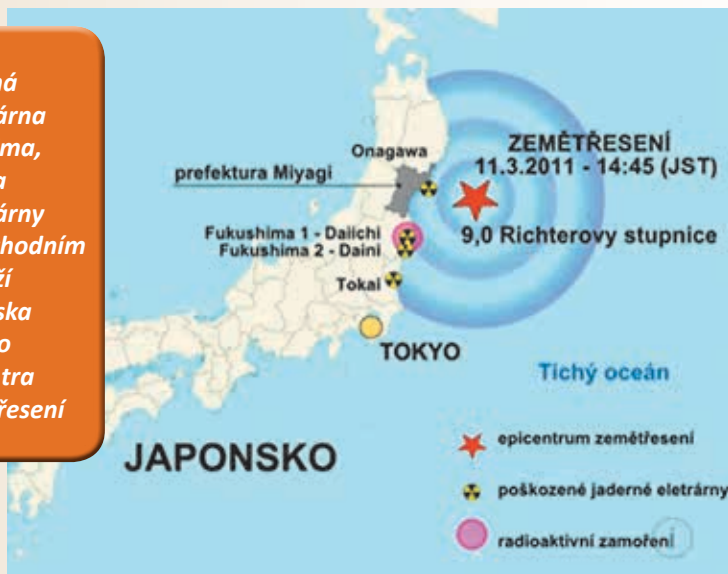 ná
árna
ma,
a
árny
hodním
ží
ska
o
tra
řesení
ZEMĚTŘESENÍ
11.3.2011 - 14:45 (JST)
Onagawa
prefektura Miyagi
Fukushima 1 - Daiichi
Fukushima 2 - Daini
9,0 Richterovy stupnice
Tokai
TOKYO
Tichý oceán
JAPONSKO
epicentrum zemětřesení
poškozené jaderné eletrárny
radioaktivní zamoření
i